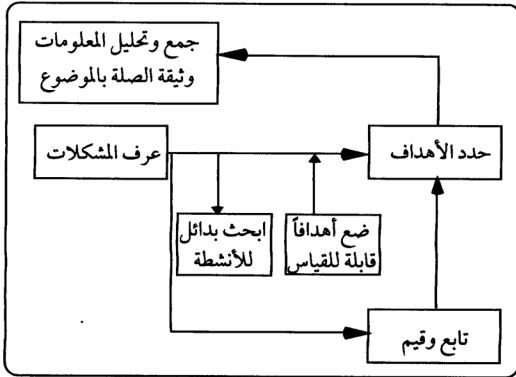 جمع وتحليل المعلومات
وثيقة الصلة بالموضوع
حدد الأهداف
عرف المشكلات
ضع أهدافاً
قابلة للقياس
ابحث بدائل
للأنشطة
تابع وقيم